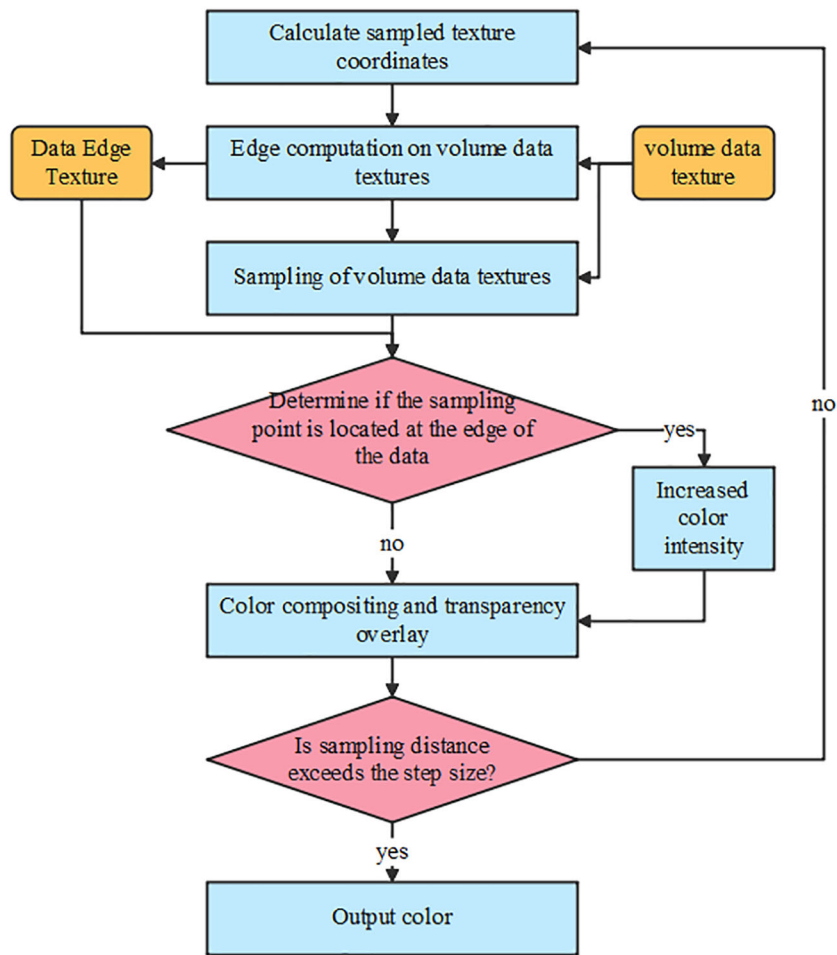 Calculate sampled texture
coordinates
Data Edge
Texture
Edge computation on volume data
textures
volume data
texture
Sampling of volume data textures
Determine if the sampling
point is located at the edge of
the data
yes
no
Increased
color
intensity
no
Color compositing and transparency
overlay
Is sampling distance
exceeds the step size?
yes
Output color